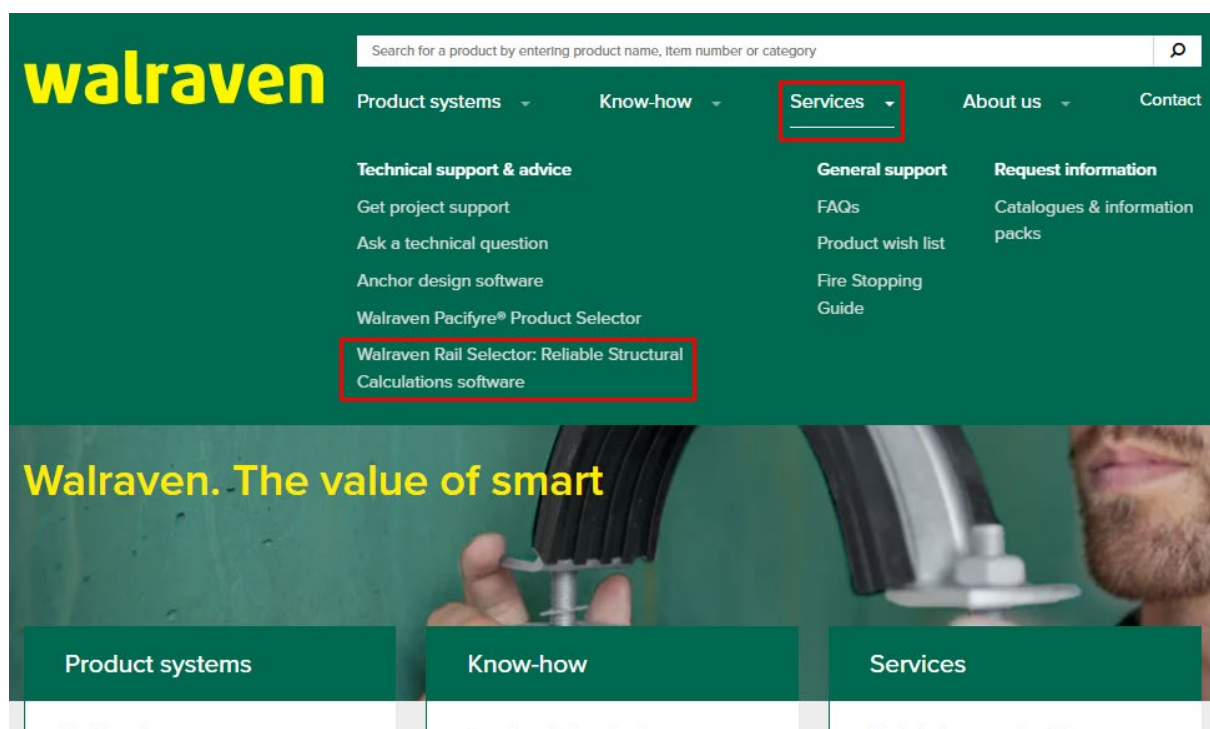 walraven
Search for a product by entering product name, item number or category
Product systems
Know-how
Services
About us
Contact
Technical support & advice
Get project support
Ask a technical question
Anchor design software
Walraven Pacifyre® Product Selector
Walraven Rail Selector: Reliable Structural
Calculations software
General support
FAQs
Product wish list
Fire Stopping
Guide
Request information
Catalogues & information
packs
Walraven. The value of smart
Product systems
Know-how
Services